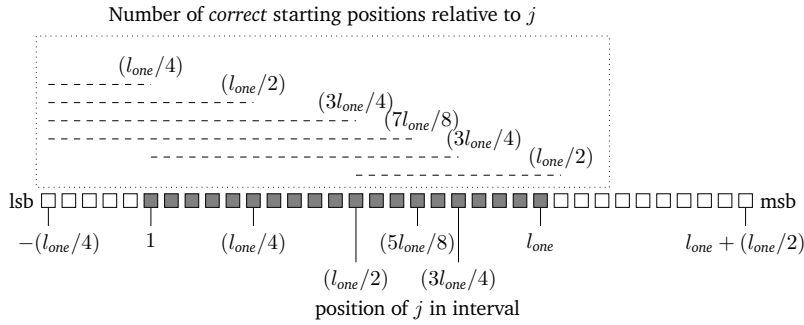 Number of correct starting positions relative to j
(l_one/4)
(l_one/2)
(3l_one/4)
(7l_one/8)
(3l_one/4)
(l_one/2)
lsb msb
−(l_one/4) 1 (l_one/4) (5l_one/8) l_one l_one + (l_one/2)
(l_one/2) (3l_one/4)
position of j in interval